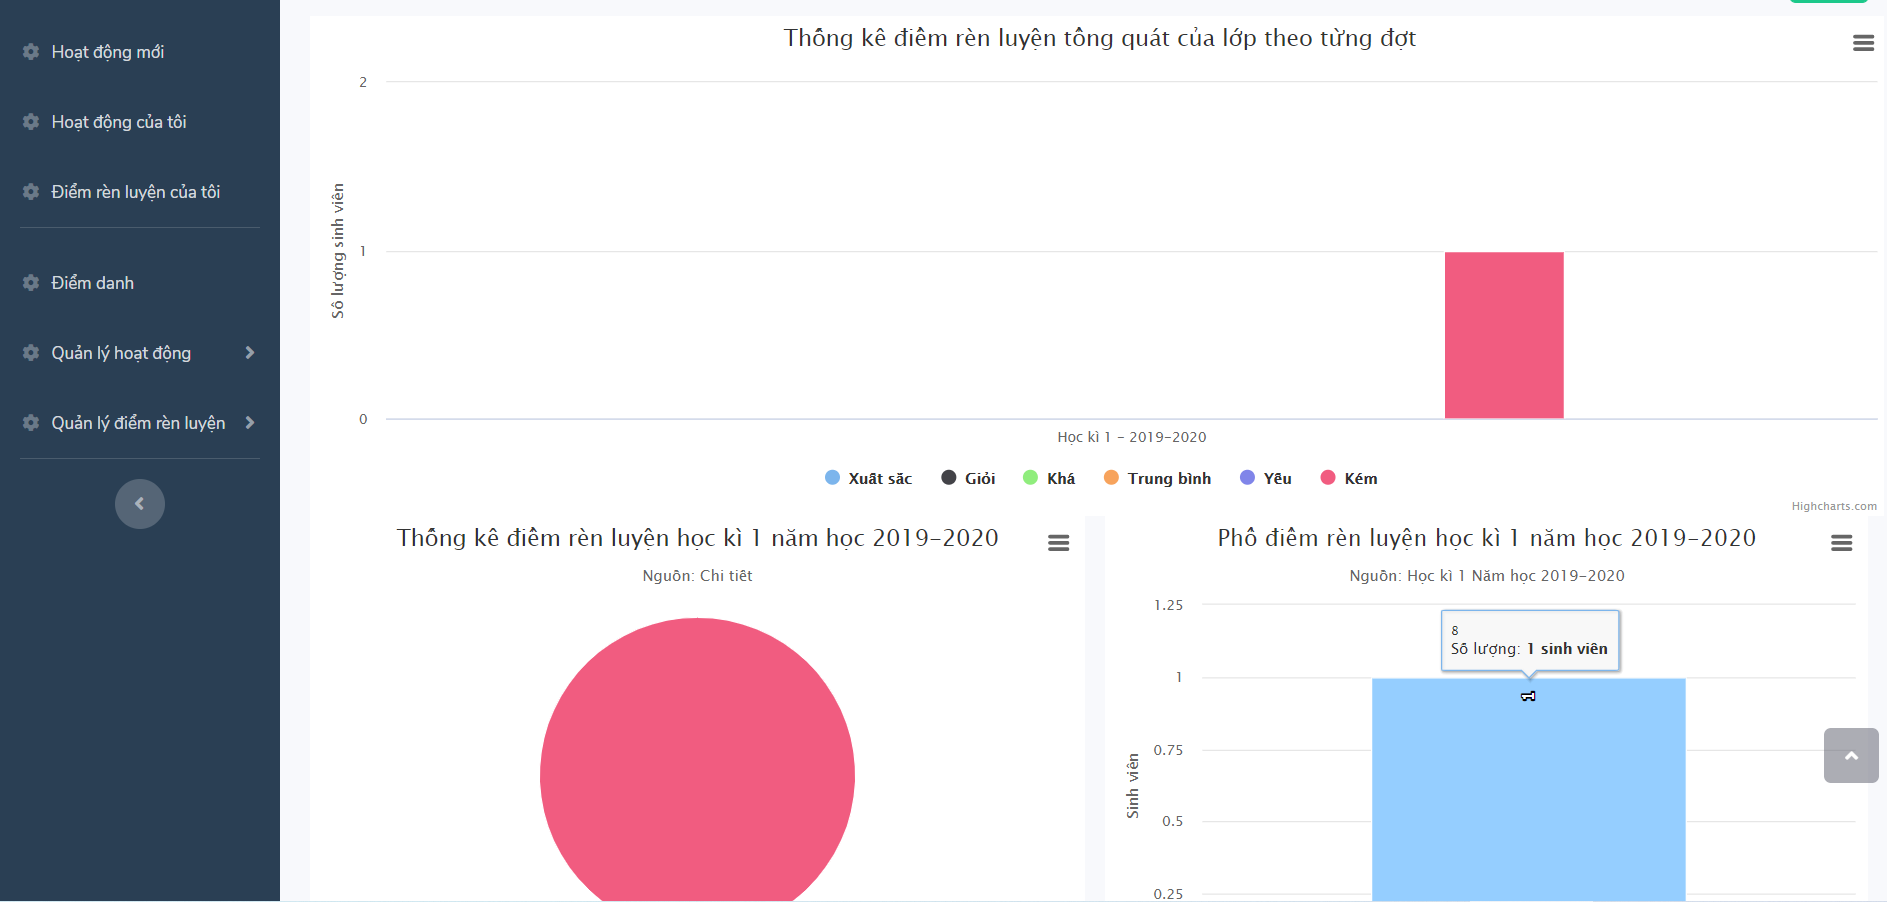 Hoạt động mới
Hoạt động của tôi
Điểm rèn luyện của tôi
Điểm danh
Quản lý hoạt động
Quản lý điểm rèn luyện
Thống kê điểm rèn luyện tổng quát của lớp theo từng đợt
2
1
0
Số lượng sinh viên
Học kì 1 - 2019-2020
Xuất sắc
Giỏi
Khá
Trung bình
Yếu
Kém
Highcharts.com
Thống kê điểm rèn luyện học kì 1 năm học 2019-2020
Nguồn: Chi tiết
Phổ điểm rèn luyện học kì 1 năm học 2019-2020
Nguồn: Học kì 1 Năm học 2019-2020
1.25
1
0.75
0.5
0.25
Sinh viên
8
Số lượng: 1 sinh viên